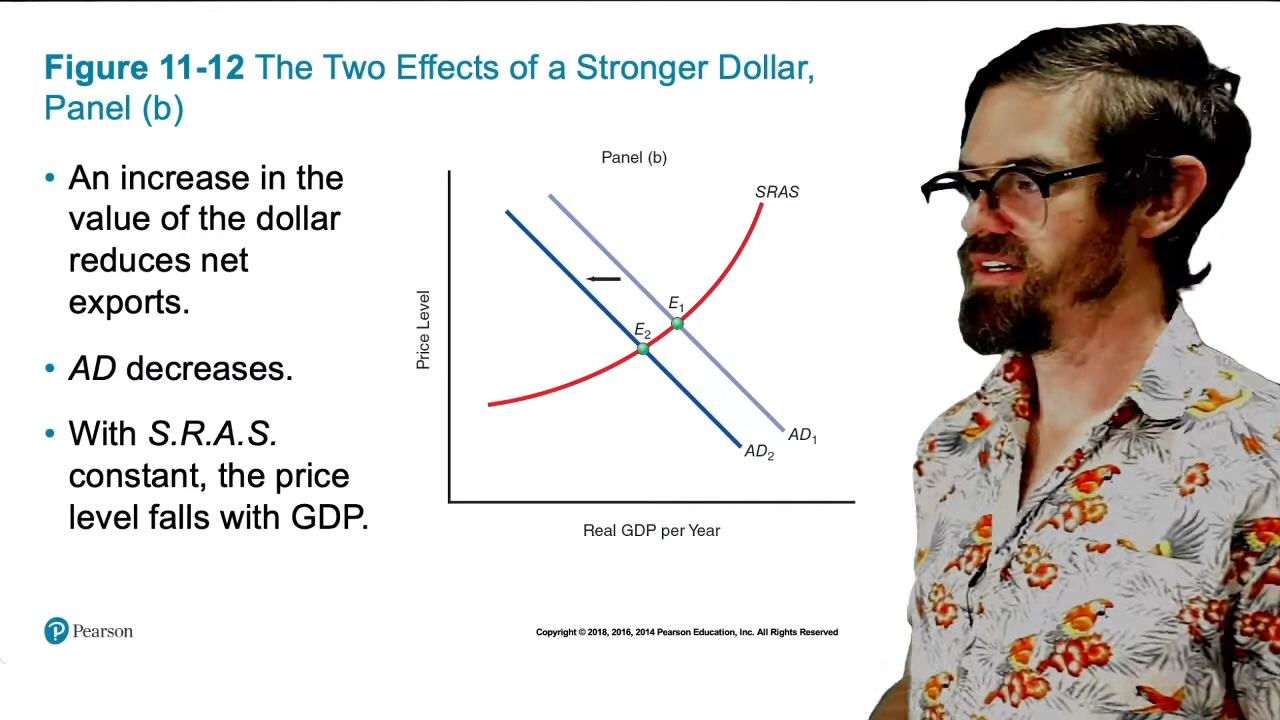 Figure 11-12 The Two Effects of a Stronger Dollar,
Panel (b)
• An increase in the
value of the dollar
reduces net
exports.
• AD decreases.
• With S.R.A.S.
constant, the price
level falls with GDP.
Panel (b)
SRAS
E1
E2
Price Level
AD1
AD2
Real GDP per Year
P Pearson
Copyright © 2018, 2016, 2014 Pearson Education, Inc. All Rights Reserved